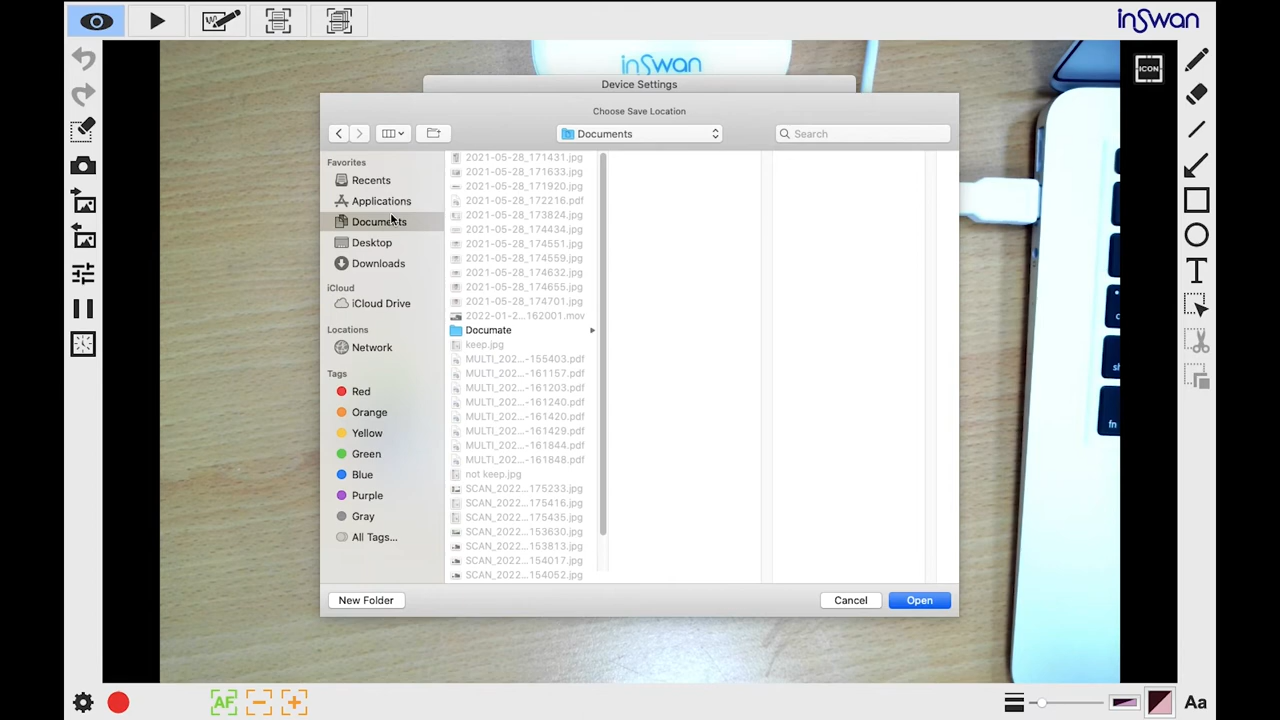 inSwan
ICON
inSwan
Device Settings
Choose Save Location
Documents
Search
Favorites
Recents
Applications
Documents
Desktop
Downloads
iCloud
iCloud Drive
Locations
Network
Tags
Red
Orange
Yellow
Green
Blue
Purple
Gray
All Tags...
2021-05-28_171431.jpg
2021-05-28_171633.jpg
2021-05-28_171920.jpg
2021-05-28_172216.pdf
2021-05-28_173824.jpg
2021-05-28_174434.jpg
2021-05-28_174551.jpg
2021-05-28_174559.jpg
2021-05-28_174632.jpg
2021-05-28_174655.jpg
2021-05-28_174701.jpg
2022-01-2...162001.mov
Documate
keep.jpg
MULTI_202...-155403.pdf
MULTI_202...-161157.pdf
MULTI_202...-161203.pdf
MULTI_202...-161240.pdf
MULTI_202...-161420.pdf
MULTI_202...-161429.pdf
MULTI_202...-161844.pdf
MULTI_202...-161848.pdf
not keep.jpg
SCAN_2022...175233.jpg
SCAN_2022...175416.jpg
SCAN_2022...175435.jpg
SCAN_2022...153630.jpg
SCAN_2022...153813.jpg
SCAN_2022...154017.jpg
SCAN_2022...154052.jpg
New Folder
Cancel
Open
fn
AF
T
Aa